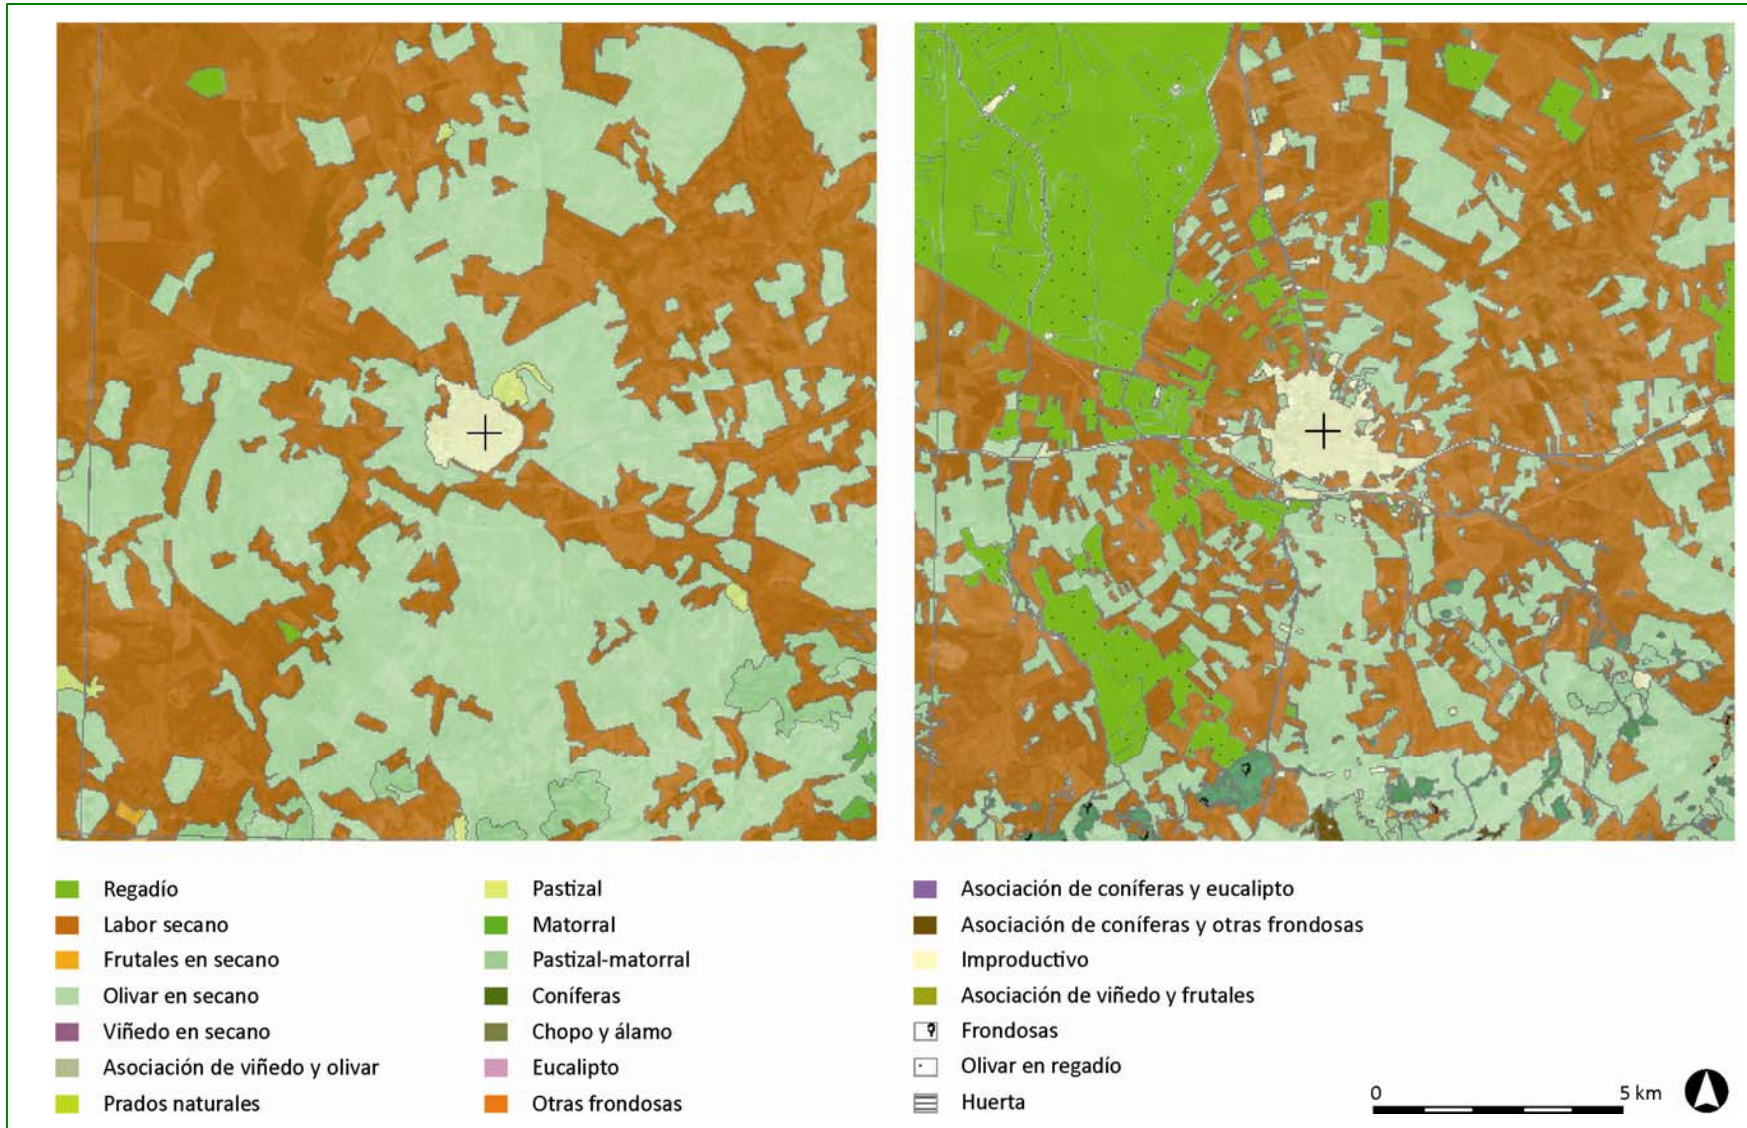 Regadío
Labor secano
Frutales en secano
Olivar en secano
Viñedo en secano
Asociación de viñedo y olivar
Prados naturales
Pastizal
Matorral
Pastizal-matorral
Coníferas
Chopo y álamo
Eucalipto
Otras frondosas
Asociación de coníferas y eucalipto
Asociación de coníferas y otras frondosas
Improductivo
Asociación de viñedo y frutales
Frondosas
Olivar en regadío
Huerta
0 5 km